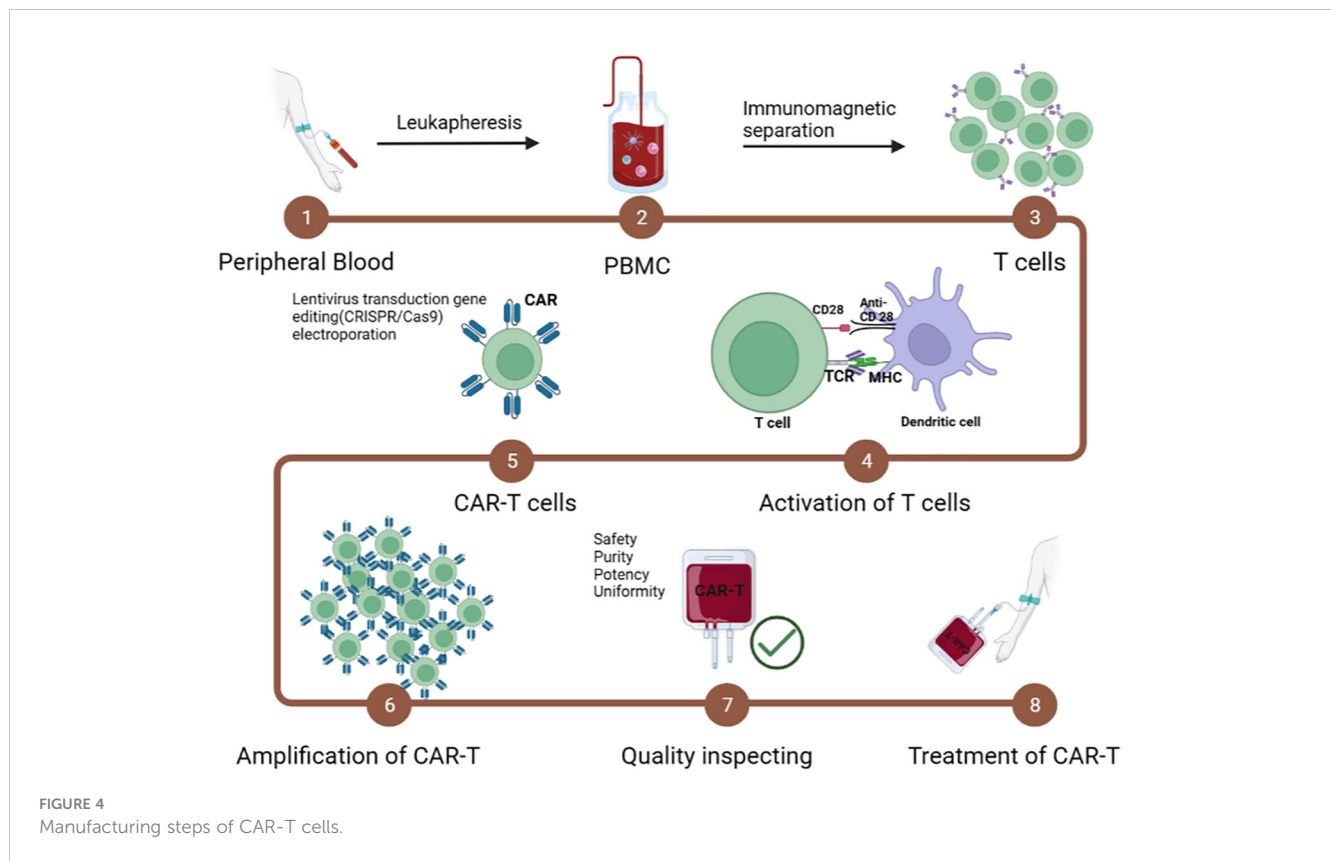 Leukapheresis
Immunomagnetic
separation
1
2
3
Peripheral Blood
PBMC
T cells
Lentivirus transduction gene
editing(CRISPR/Cas9)
electroporation
CAR
CD28
Anti-
CD 28
TCR
MHC
T cell
Dendritic cell
5
4
CAR-T cells
Activation of T cells
Safety
Purity
Potency
Uniformity
CAR-T
CAR-T
6
7
8
Amplification of CAR-T
Quality inspecting
Treatment of CAR-T
FIGURE 4
Manufacturing steps of CAR-T cells.